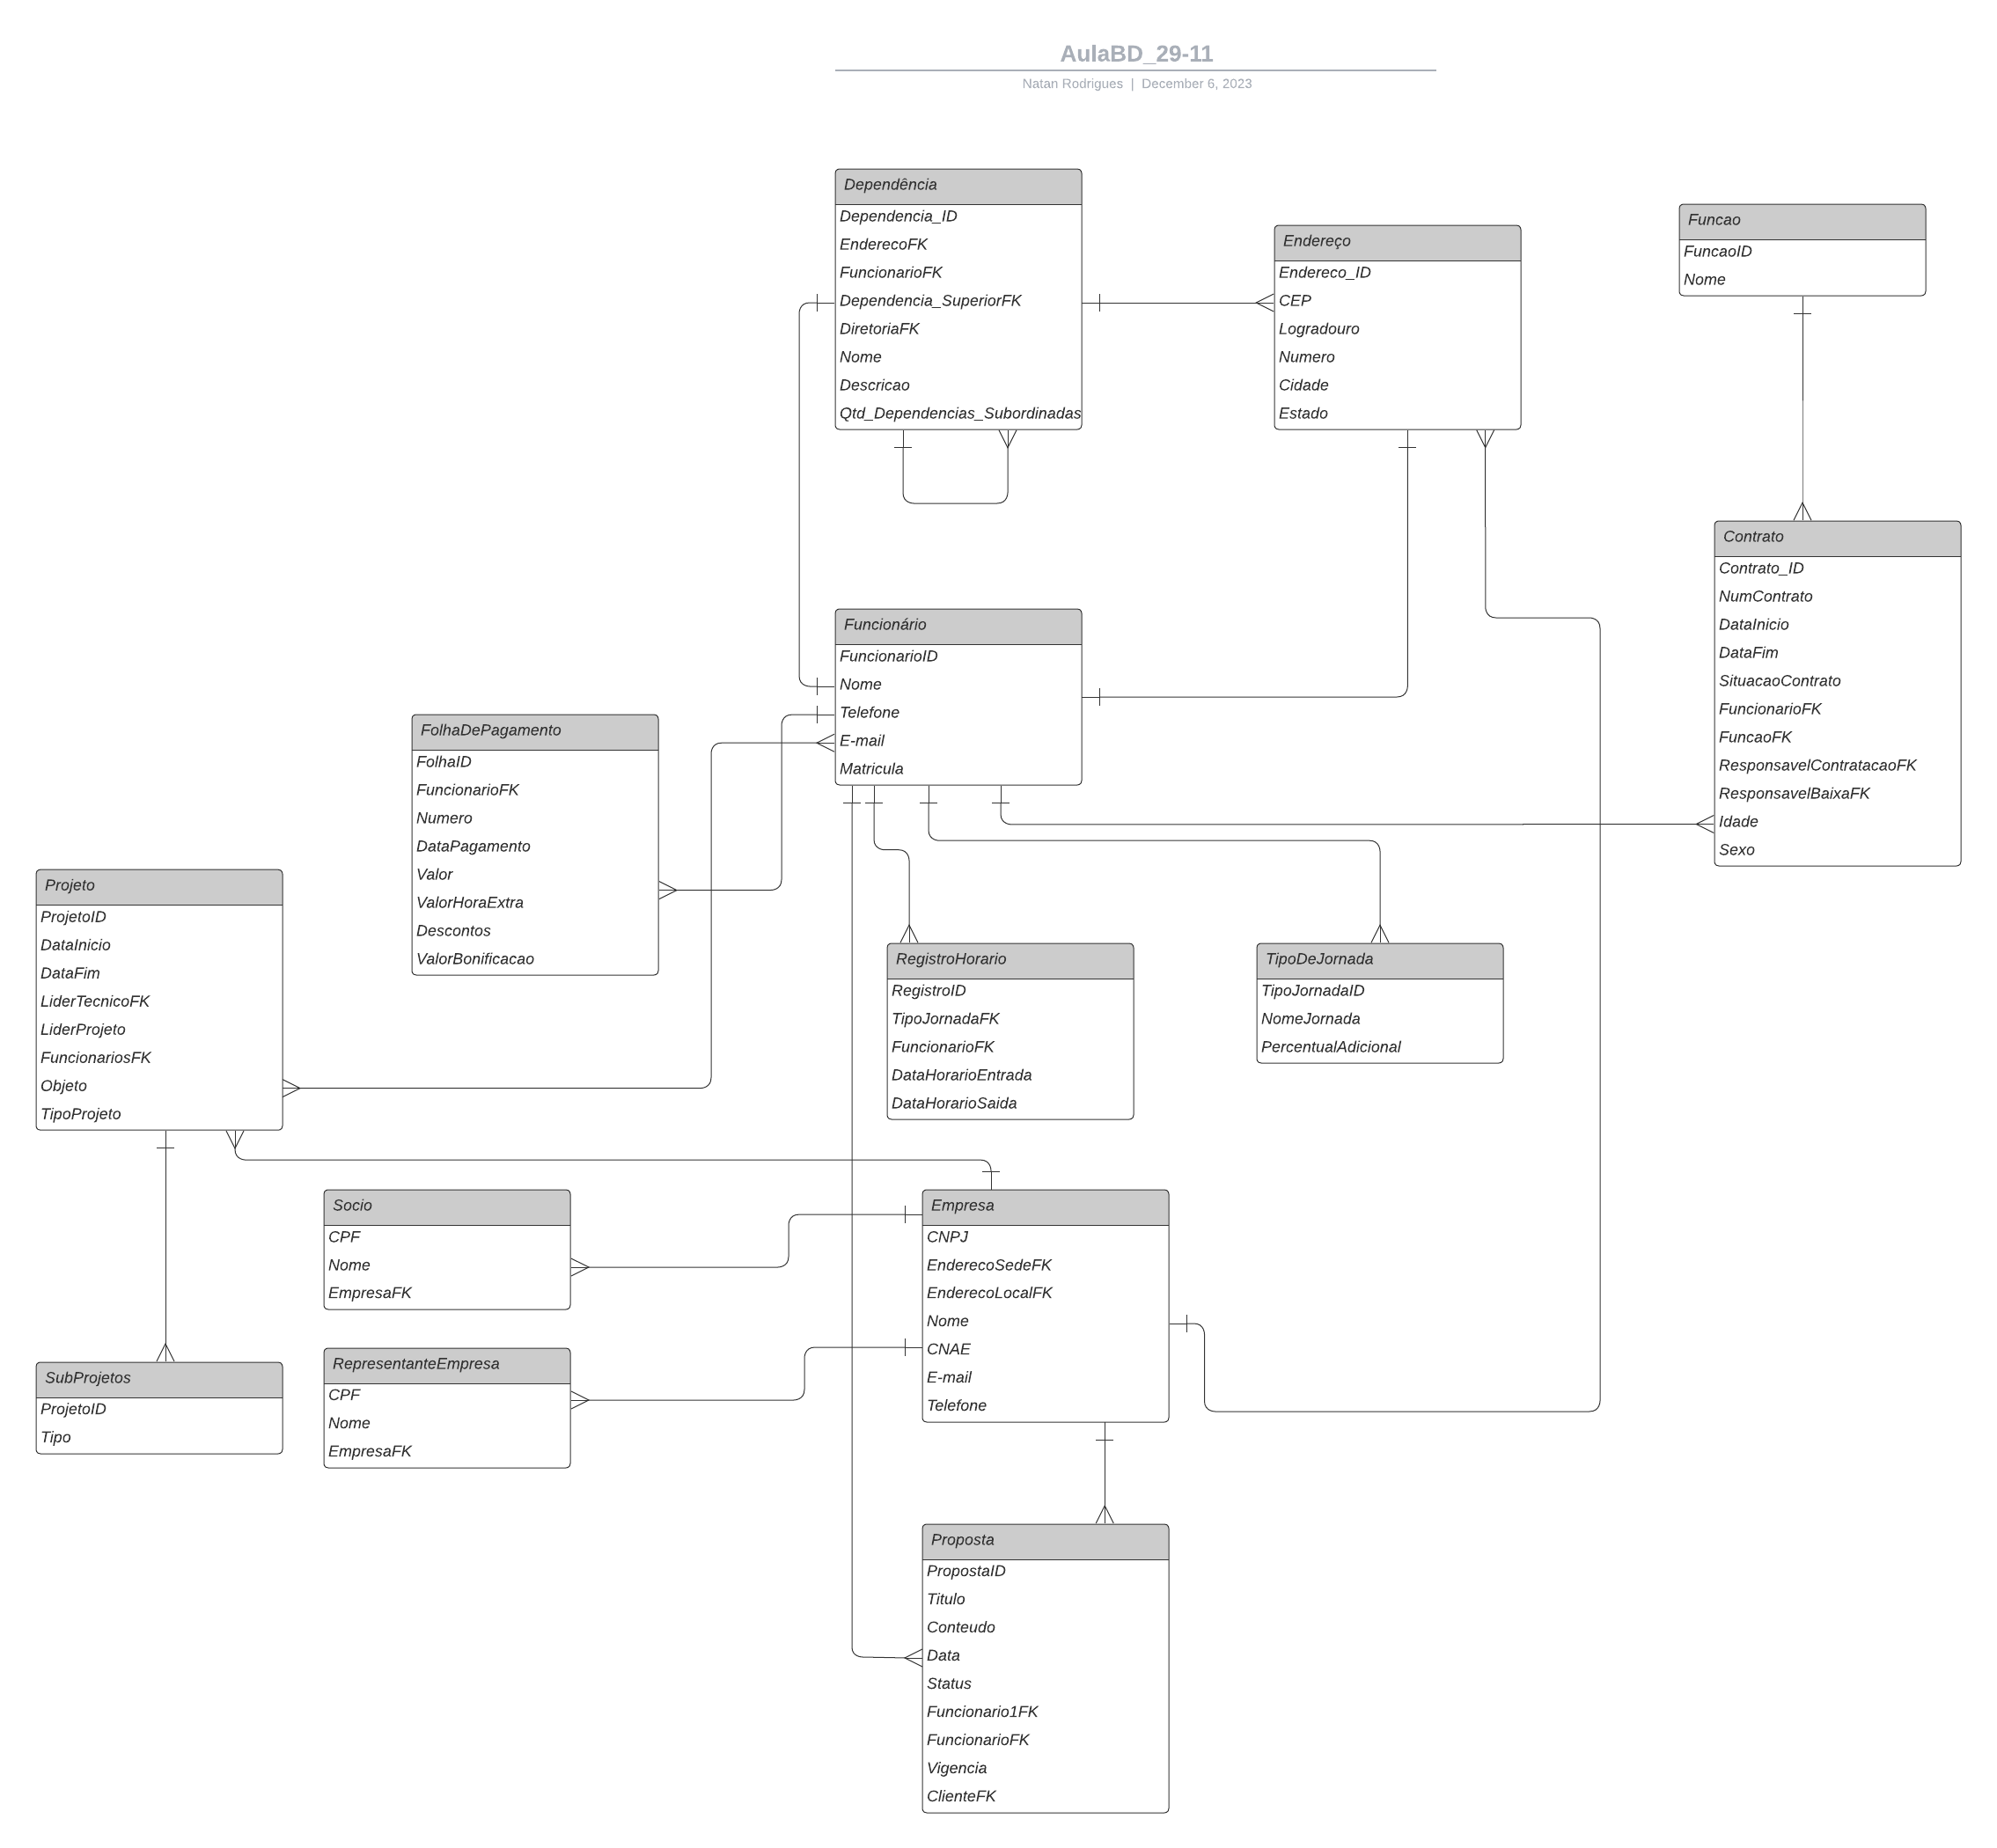 AulaBD_29-11
Natan Rodrigues | December 6, 2023
Dependência
Dependencia_ID
EnderecoFK
FuncionarioFK
Dependencia_SuperiorFK
DiretoriaFK
Nome
Descricao
Qtd_Dependencias_Subordinadas
Endereço
Endereco_ID
CEP
Logradouro
Numero
Cidade
Estado
Funcao
FuncaoID
Nome
Contrato
Contrato_ID
NumContrato
DataInicio
DataFim
SituacaoContrato
FuncionarioFK
FuncaoFK
ResponsavelContratacaoFK
ResponsavelBaixaFK
Idade
Sexo
Funcionário
FuncionarioID
Nome
Telefone
E-mail
Matricula
FolhaDePagamento
FolhaID
FuncionarioFK
Numero
DataPagamento
Valor
ValorHoraExtra
Descontos
ValorBonificacao
Projeto
ProjetoID
DataInicio
DataFim
LiderTecnicoFK
LiderProjeto
FuncionariosFK
Objeto
TipoProjeto
RegistroHorario
RegistroID
TipoJornadaFK
FuncionarioFK
DataHorarioEntrada
DataHorarioSaida
TipoDeJornada
TipoJornadaID
NomeJornada
PercentualAdicional
Socio
CPF
Nome
EmpresaFK
Empresa
CNPJ
EnderecoSedeFK
EnderecoLocalFK
Nome
CNAE
E-mail
Telefone
RepresentanteEmpresa
CPF
Nome
EmpresaFK
SubProjetos
ProjetoID
Tipo
Proposta
PropostaID
Titulo
Conteudo
Data
Status
Funcionario1FK
FuncionarioFK
Vigencia
ClienteFK